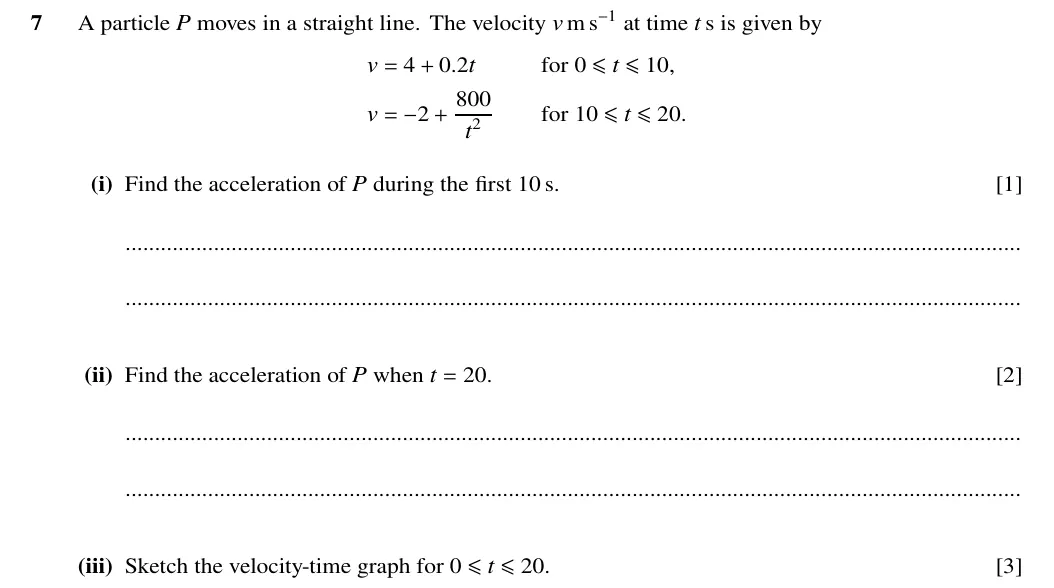 7 A particle P moves in a straight line. The velocity v m s⁻¹ at time t s is given by
v = 4 + 0.2t for 0 ⩽ t ⩽ 10,
v = −2 + 800/t² for 10 ⩽ t ⩽ 20.
(i) Find the acceleration of P during the first 10 s. [1]
(ii) Find the acceleration of P when t = 20. [2]
(iii) Sketch the velocity-time graph for 0 ⩽ t ⩽ 20. [3]